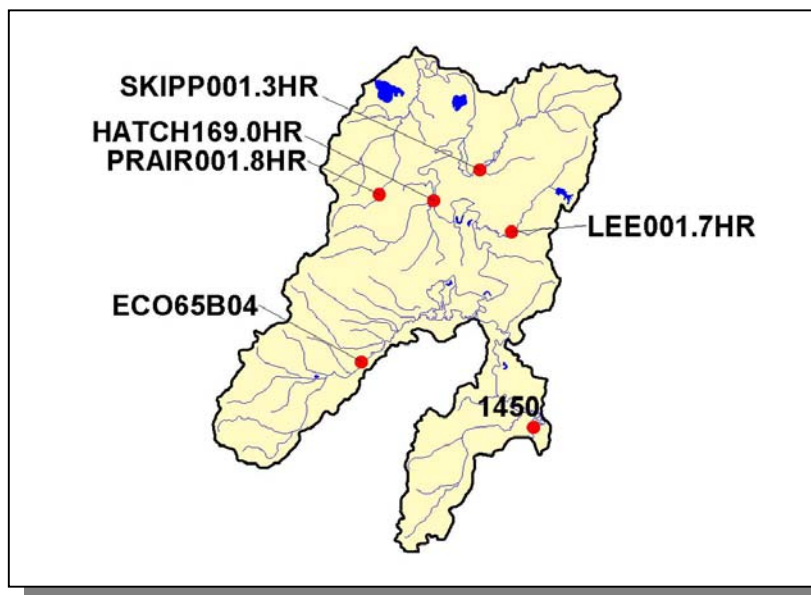 SKIPP001.3HR
HATCH169.0HR
PRAIR001.8HR
LEE001.7HR
ECO65B04
1450